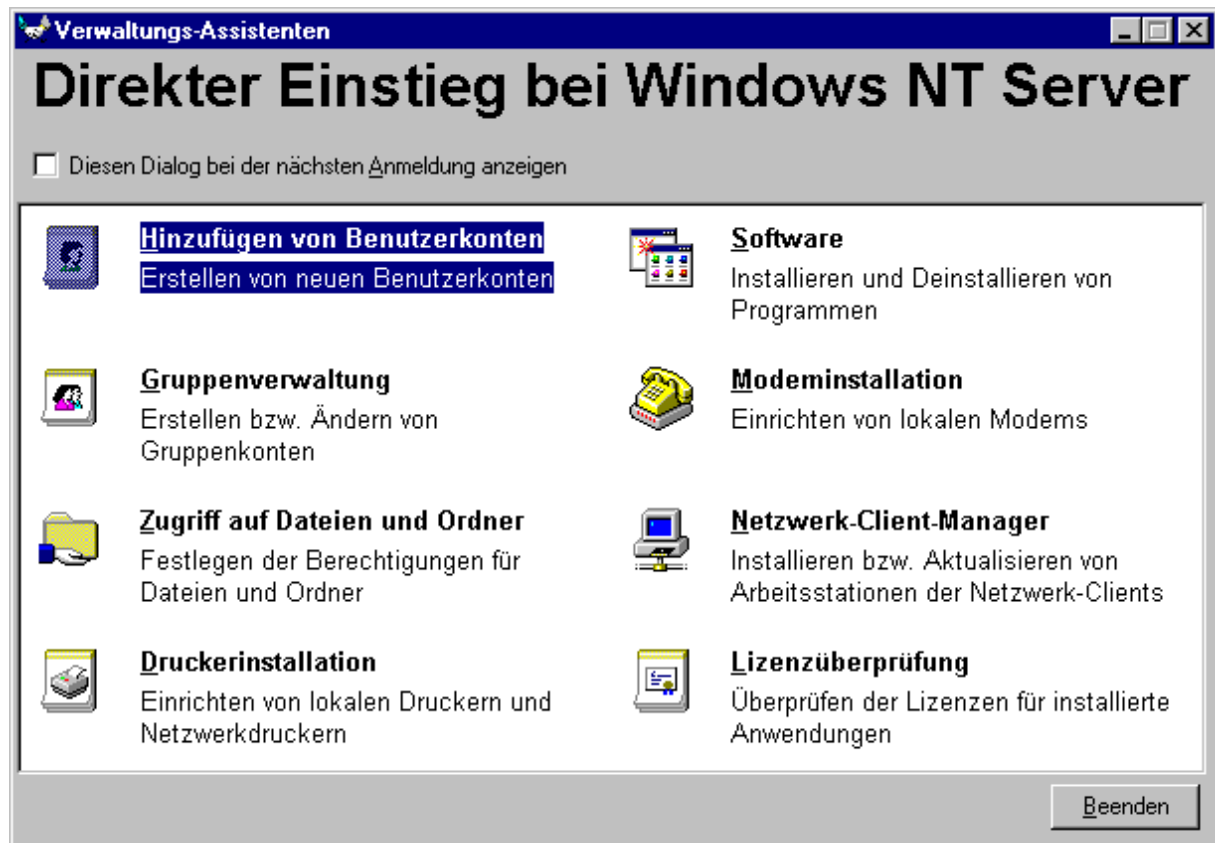 Verwaltungs-Assistenten
Direkter Einstieg bei Windows NT Server
Diesen Dialog bei der nächsten Anmeldung anzeigen
Hinzufügen von Benutzerkonten
Erstellen von neuen Benutzerkonten
Gruppenverwaltung
Erstellen bzw. Ändern von
Gruppenkonten
Zugriff auf Dateien und Ordner
Festlegen der Berechtigungen für
Dateien und Ordner
Druckerinstallation
Einrichten von lokalen Druckern und
Netzwerkdruckern
Software
Installieren und Deinstallieren von
Programmen
Modeminstallation
Einrichten von lokalen Modems
Netzwerk-Client-Manager
Installieren bzw. Aktualisieren von
Arbeitsstationen der Netzwerk-Clients
Lizenzüberprüfung
Überprüfen der Lizenzen für installierte
Anwendungen
Beenden